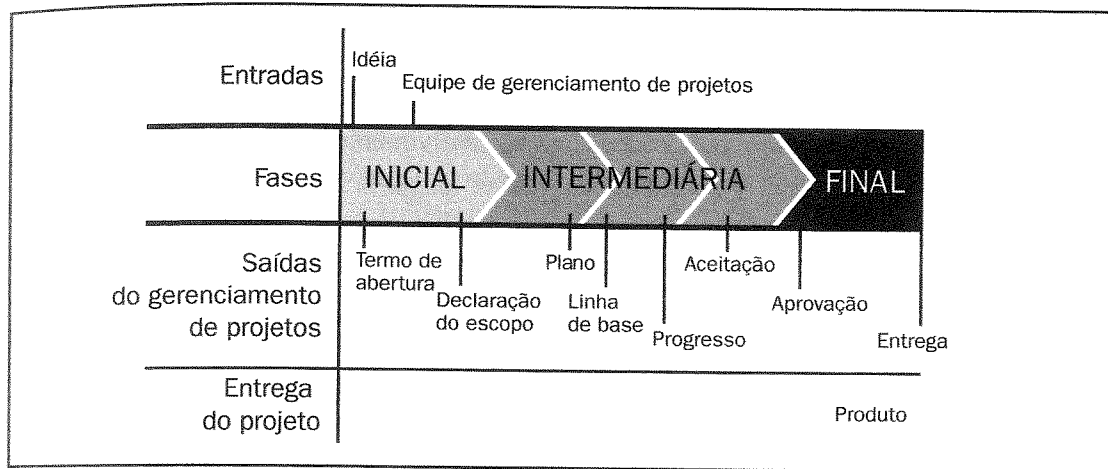 Entradas
Idéia
Equipe de gerenciamento de projetos
Fases
INICIAL
INTERMEDIÁRIA
FINAL
Saídas
do gerenciamento
de projetos
Termo de
abertura
Declaração
do escopo
Plano
Linha
de base
Progresso
Aceitação
Aprovação
Entrega
Entrega
do projeto
Produto